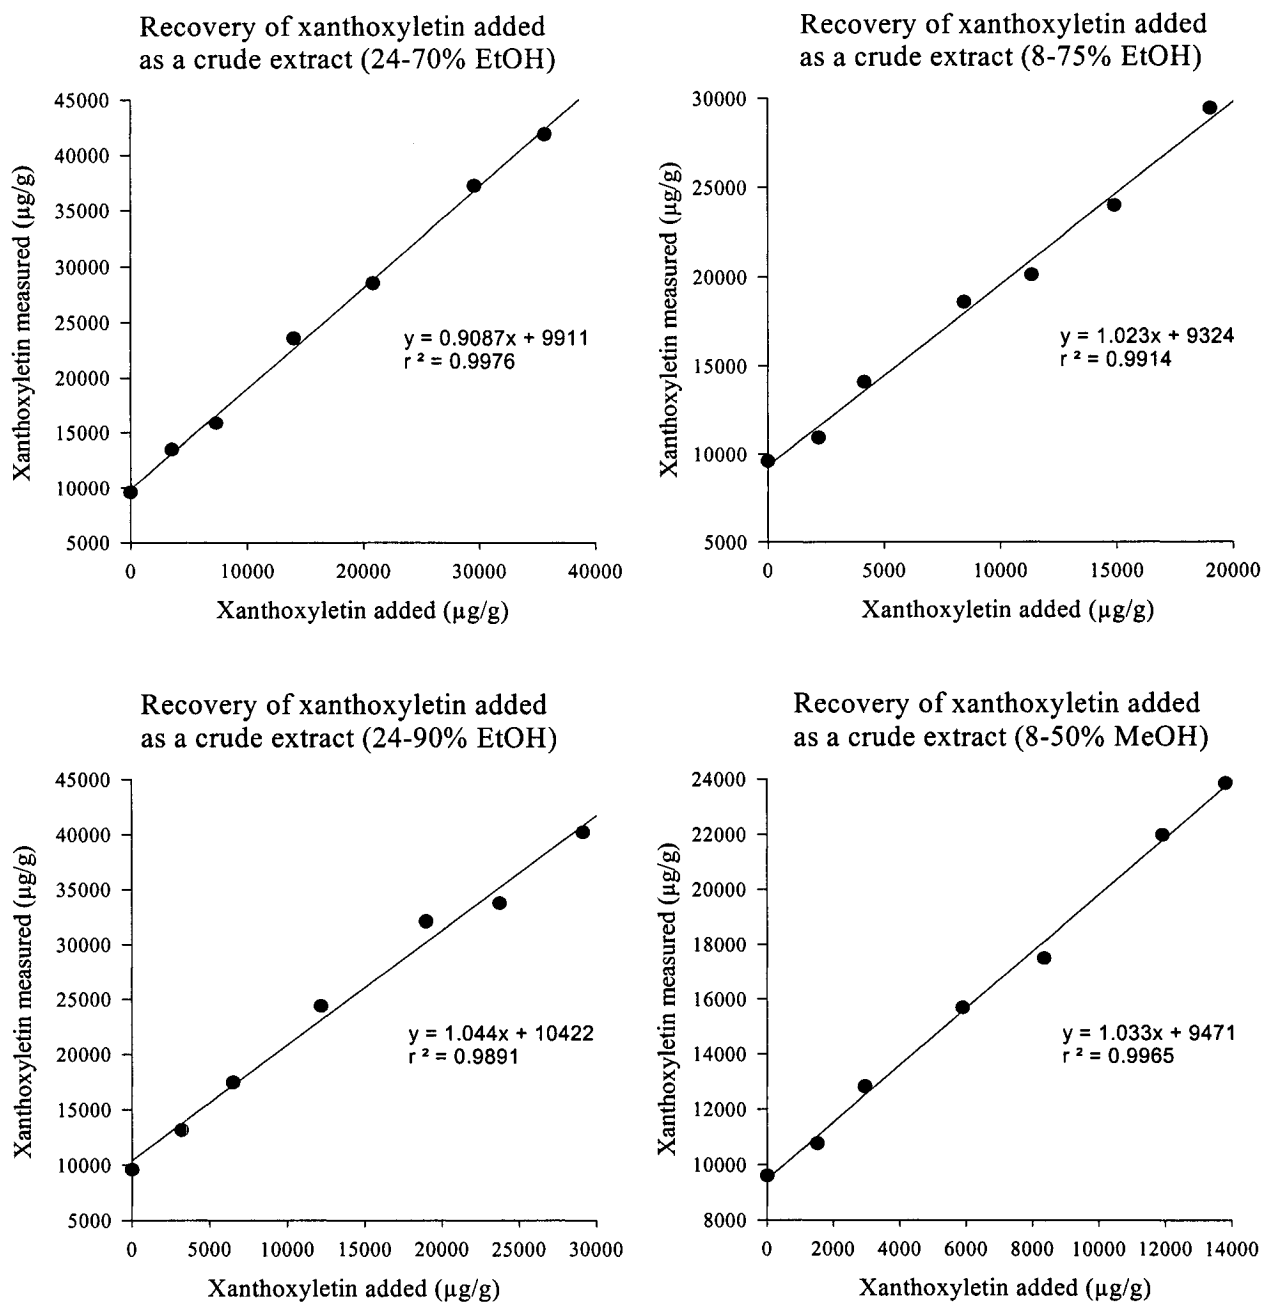 Recovery of xanthoxyletin added
as a crude extract (24-70% EtOH)
45000
40000
35000
30000
25000
20000
15000
10000
5000
Xanthoxyletin measured (µg/g)
y = 0.9087x + 9911
r ² = 0.9976
0 10000 20000 30000 40000
Xanthoxyletin added (µg/g)
Recovery of xanthoxyletin added
as a crude extract (8-75% EtOH)
30000
25000
20000
15000
10000
5000
Xanthoxyletin measured (µg/g)
y = 1.023x + 9324
r ² = 0.9914
0 5000 10000 15000 20000
Xanthoxyletin added (µg/g)
Recovery of xanthoxyletin added
as a crude extract (24-90% EtOH)
45000
40000
35000
30000
25000
20000
15000
10000
5000
Xanthoxyletin measured (µg/g)
y = 1.044x + 10422
r ² = 0.9891
0 5000 10000 15000 20000 25000 30000
Xanthoxyletin added (µg/g)
Recovery of xanthoxyletin added
as a crude extract (8-50% MeOH)
24000
22000
20000
18000
16000
14000
12000
10000
8000
Xanthoxyletin measured (µg/g)
y = 1.033x + 9471
r ² = 0.9965
0 2000 4000 6000 8000 10000 12000 14000
Xanthoxyletin added (µg/g)